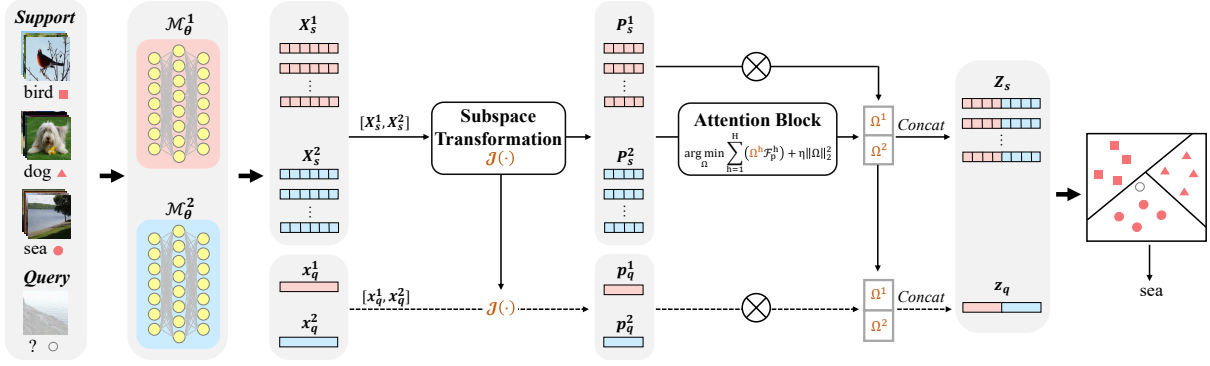 Support
bird
dog
sea
Query
?
ℳ_θ^1
ℳ_θ^2
X_s^1
⋮
X_s^2
⋮
x_q^1
x_q^2
[X_s^1, X_s^2]
[x_q^1, x_q^2]
Subspace
Transformation
𝒥(·)
𝒥(·)
P_s^1
⋮
P_s^2
⋮
p_q^1
p_q^2
Attention Block
arg min_Ω ∑_{h=1}^{H} (Ω^h ℱ_p^h) + η‖Ω‖_2^2
Ω^1
Ω^2
Concat
Ω^1
Ω^2
Concat
Z_s
⋮
z_q
sea